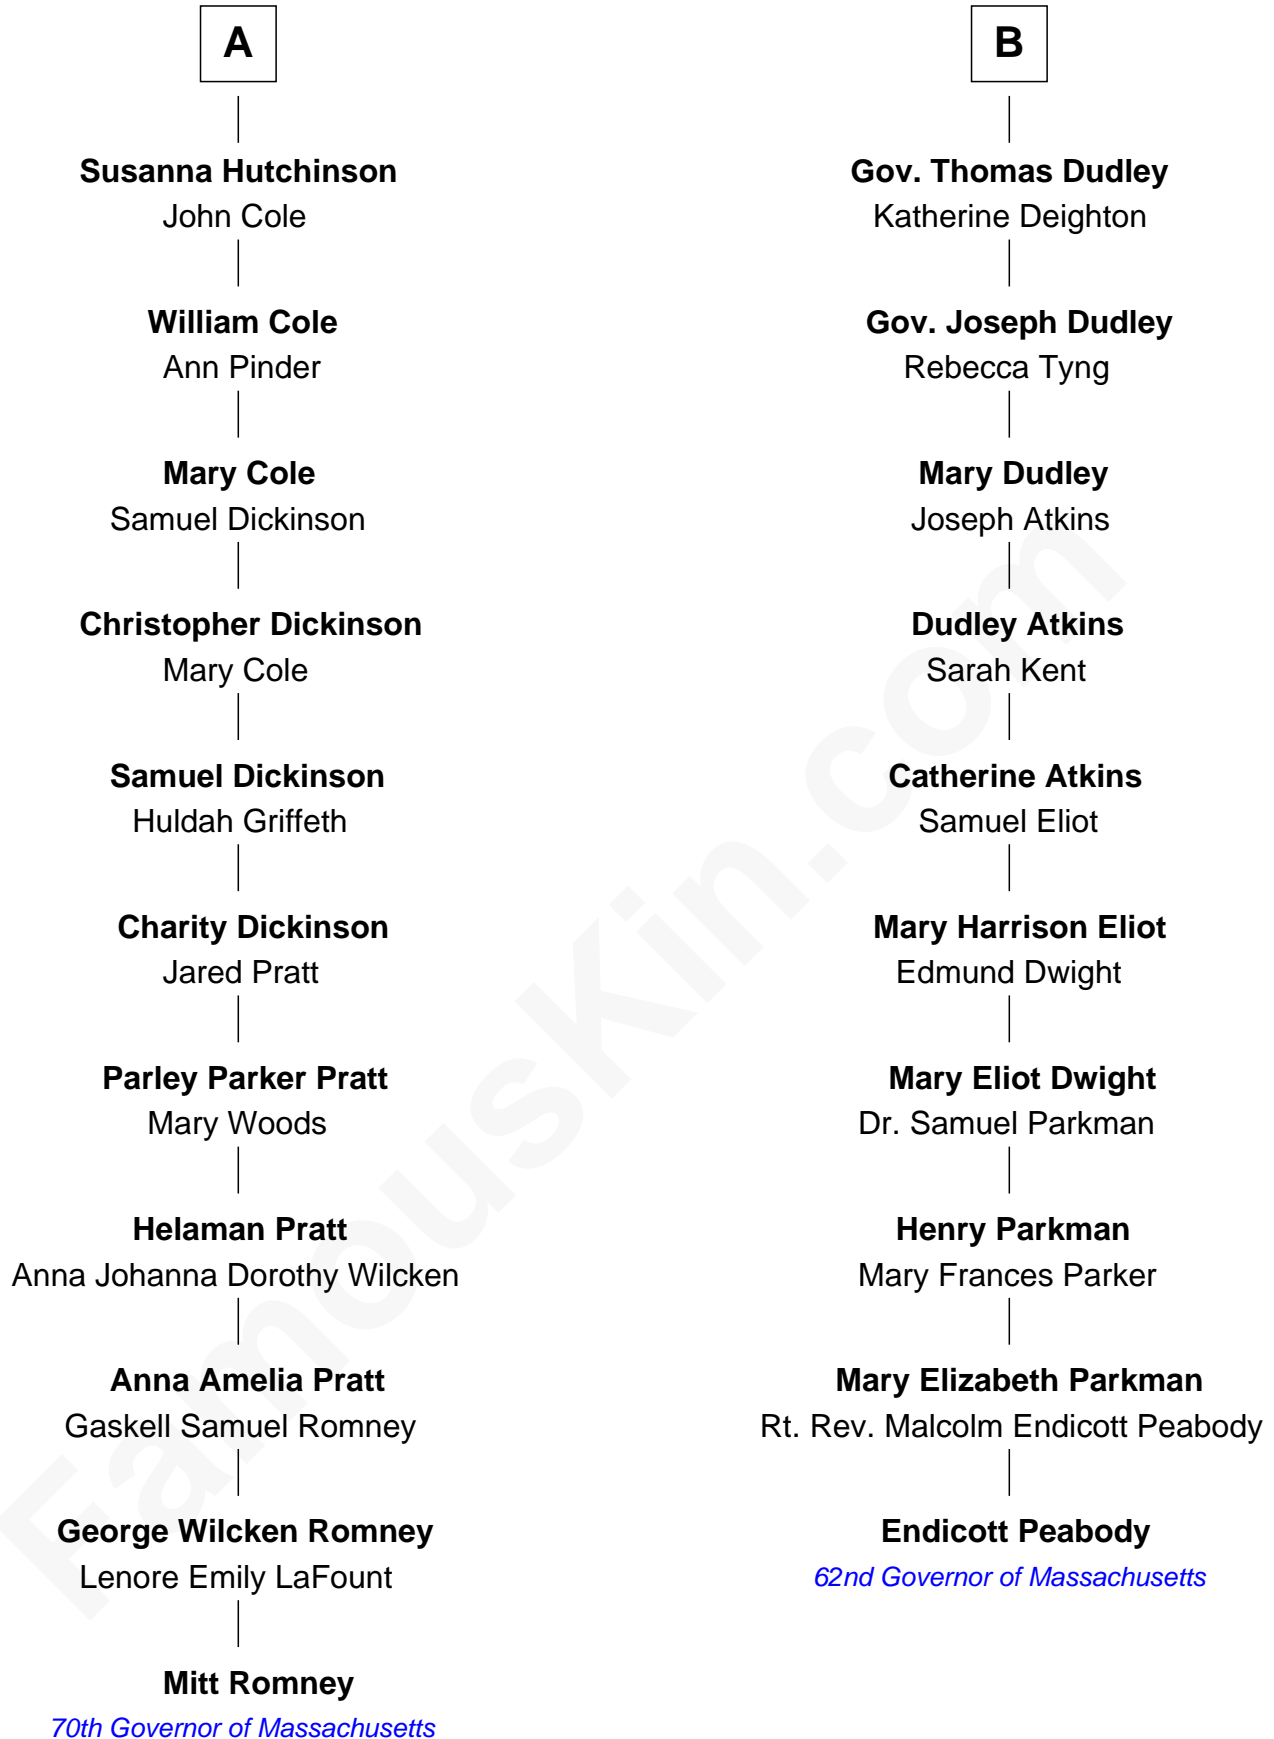 A
Susanna Hutchinson
John Cole
William Cole
Ann Pinder
Mary Cole
Samuel Dickinson
Christopher Dickinson
Mary Cole
Samuel Dickinson
Huldah Griffeth
Charity Dickinson
Jared Pratt
Parley Parker Pratt
Mary Woods
Helaman Pratt
Anna Johanna Dorothy Wilcken
Anna Amelia Pratt
Gaskell Samuel Romney
George Wilcken Romney
Lenore Emily LaFount
Mitt Romney
70th Governor of Massachusetts
B
Gov. Thomas Dudley
Katherine Deighton
Gov. Joseph Dudley
Rebecca Tyng
Mary Dudley
Joseph Atkins
Dudley Atkins
Sarah Kent
Catherine Atkins
Samuel Eliot
Mary Harrison Eliot
Edmund Dwight
Mary Eliot Dwight
Dr. Samuel Parkman
Henry Parkman
Mary Frances Parker
Mary Elizabeth Parkman
Rt. Rev. Malcolm Endicott Peabody
Endicott Peabody
62nd Governor of Massachusetts
FamousKin.com